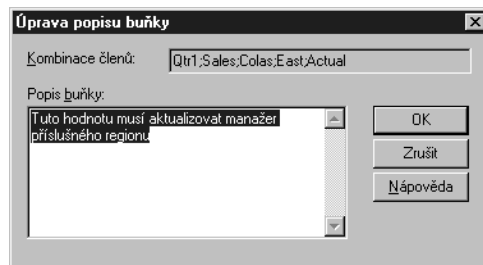 Úprava popisu buňky
Kombinace členů: Qtr1;Sales;Colas;East;Actual
Popis buňky:
Tuto hodnotu musí aktualizovat manažer
příslušného regionu
OK
Zrušit
Nápověda